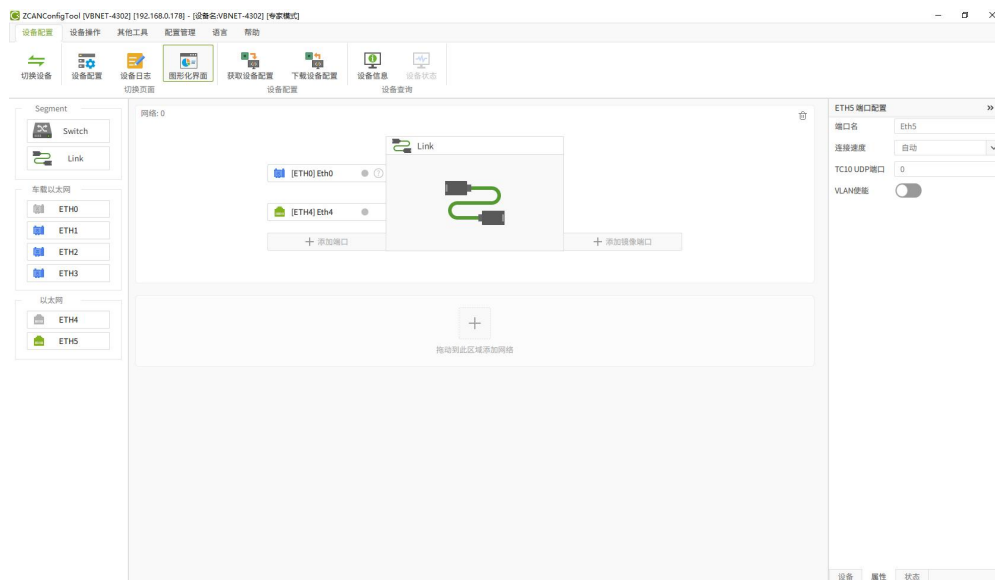 ZCANConfigTool [VBNET-4302] [192.168.0.178] - [设备名:VBNET-4302] [专家模式]
设备配置 设备操作 其他工具 配置管理 语言 帮助
切换设备 设备配置 设备日志 图形化界面 获取设备配置 下载设备配置 设备信息 设备状态
切换页面 设备配置 设备查询
Segment
Switch
Link
车载以太网
ETH0
ETH1
ETH2
ETH3
以太网
ETH4
ETH5
网络: 0
Link
[ETH0] Eth0
[ETH4] Eth4
添加端口
添加镜像端口
拖动到此区域添加网络
ETH5 端口配置
端口名 Eth5
连接速度 自动
TC10 UDP端口 0
VLAN使能
设备 属性 状态